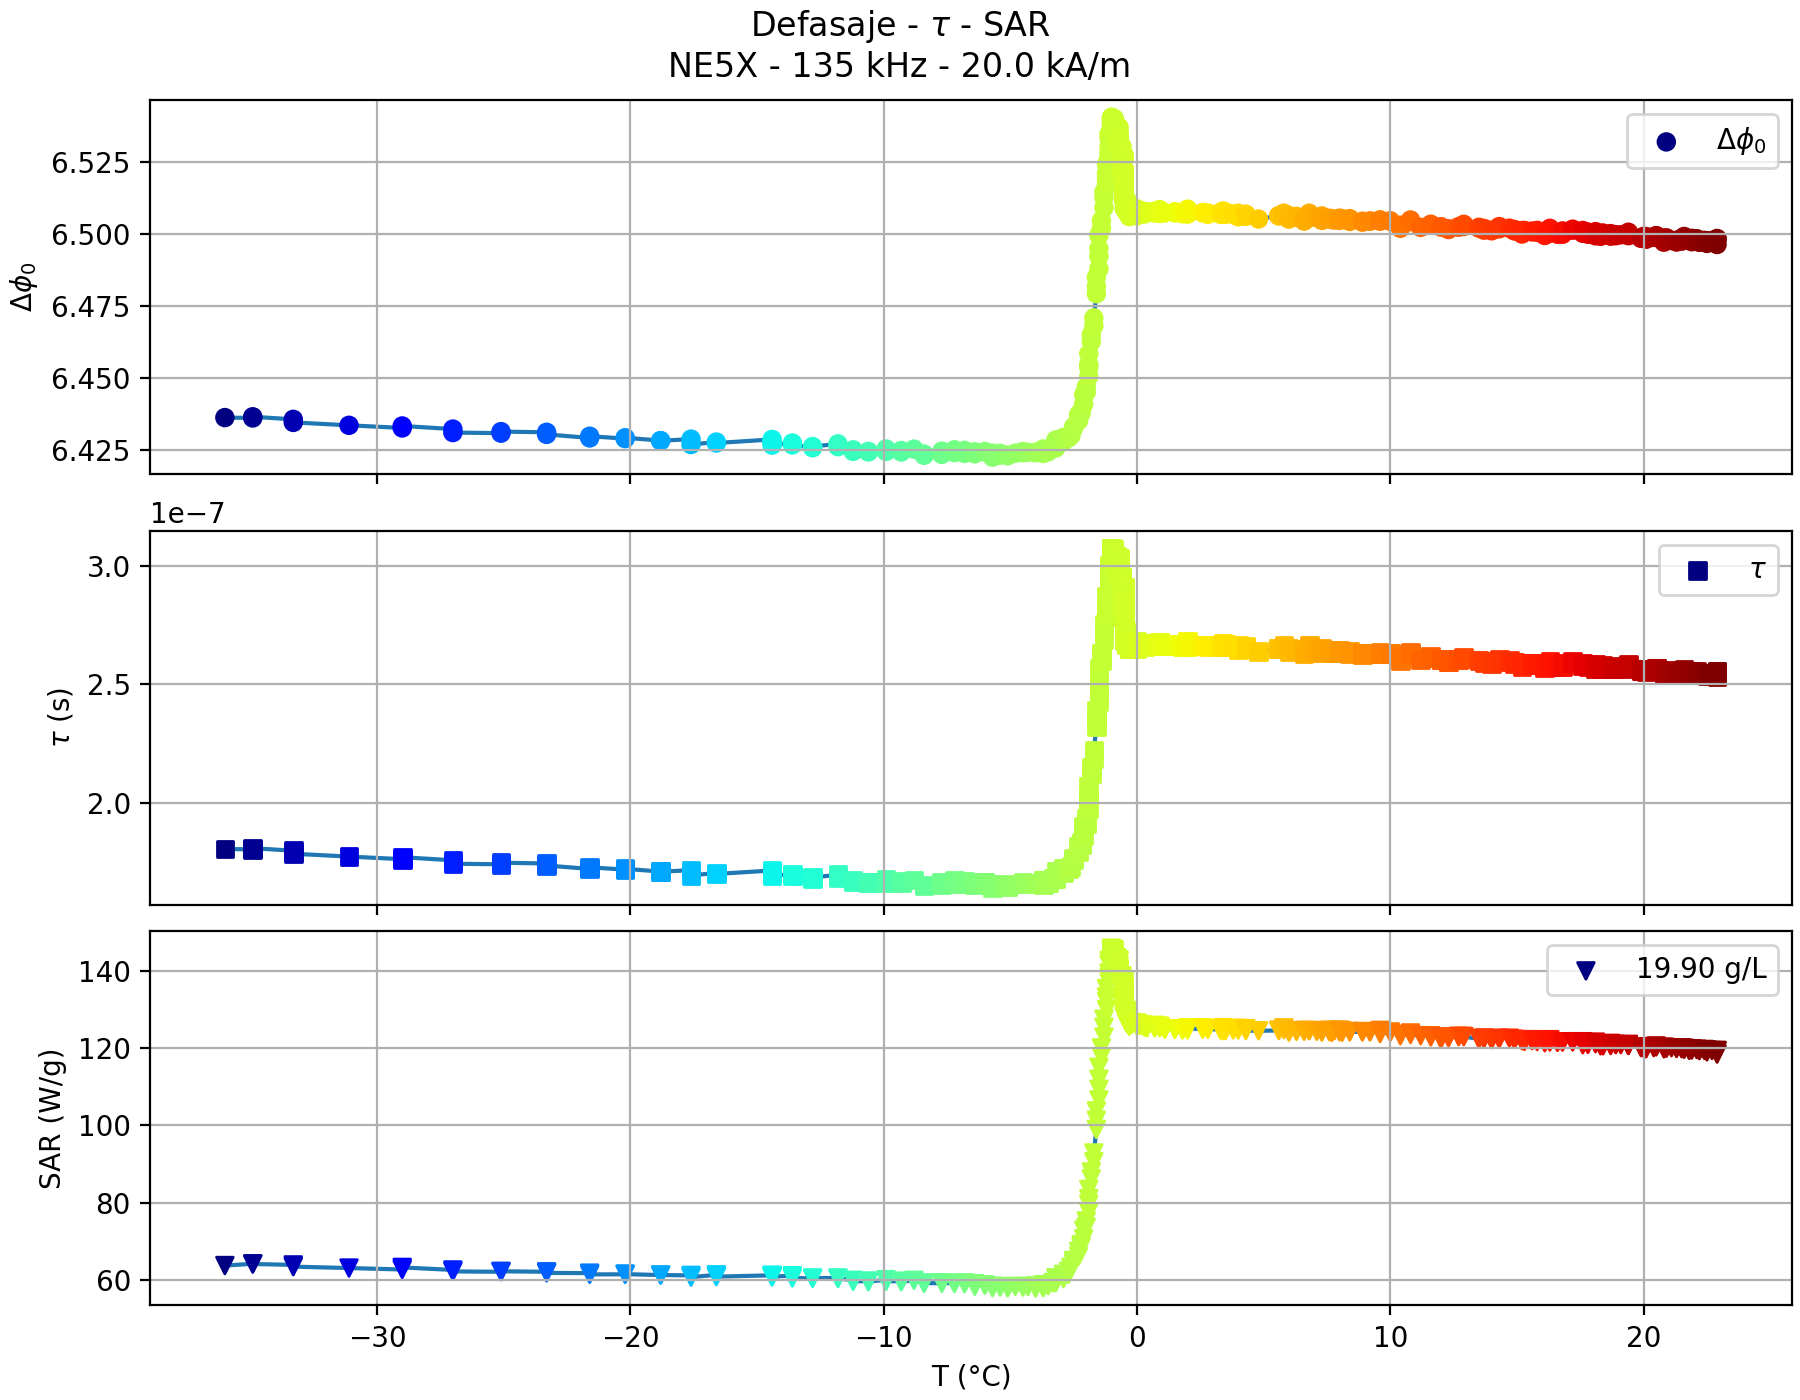 Defasaje - τ - SAR
NE5X - 135 kHz - 20.0 kA/m
Δϕ₀
6.525
6.500
6.475
6.450
6.425
Δϕ₀
1e−7
τ
3.0
2.5
2.0
τ (s)
19.90 g/L
140
120
100
80
60
SAR (W/g)
−30 −20 −10 0 10 20
T (°C)